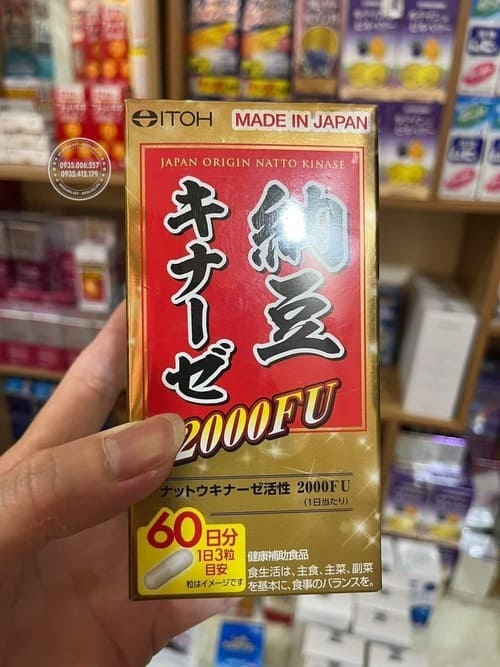 ITOH
MADE IN JAPAN
JAPAN ORIGIN NATTO KINASE
納豆
キナーゼ
2000FU
ナットウキナーゼ活性 2000FU
(1日当たり)
60日分
1日3粒
目安
粒はイメージです
健康補助食品
食生活は、主食、主菜、副菜
を基本に、食事のバランスを。
0935.006.557
0935.412.179